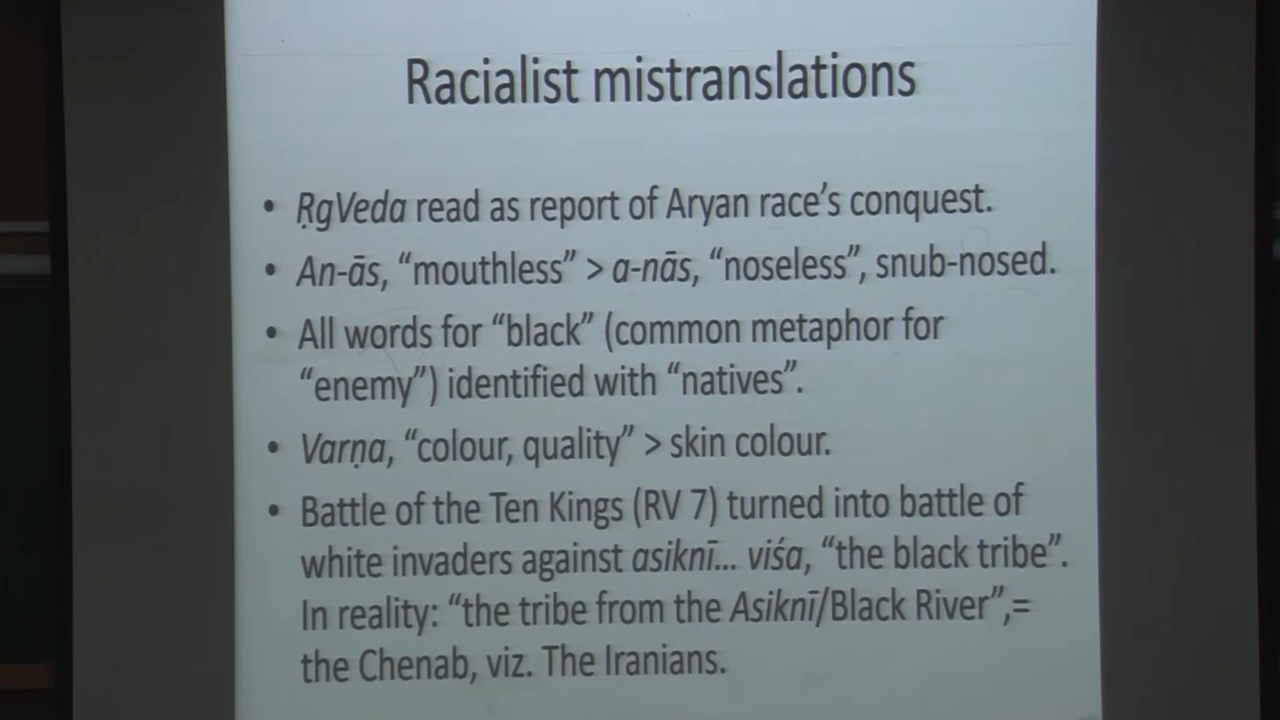 Racialist mistranslations
• ṚgVeda read as report of Aryan race’s conquest.
• An-ās, “mouthless” > a-nās, “noseless”, snub-nosed.
• All words for “black” (common metaphor for
“enemy”) identified with “natives”.
• Varṇa, “colour, quality” > skin colour.
• Battle of the Ten Kings (RV 7) turned into battle of
white invaders against asiknī... viśa, “the black tribe”.
In reality: “the tribe from the Asiknī/Black River”,=
the Chenab, viz. The Iranians.